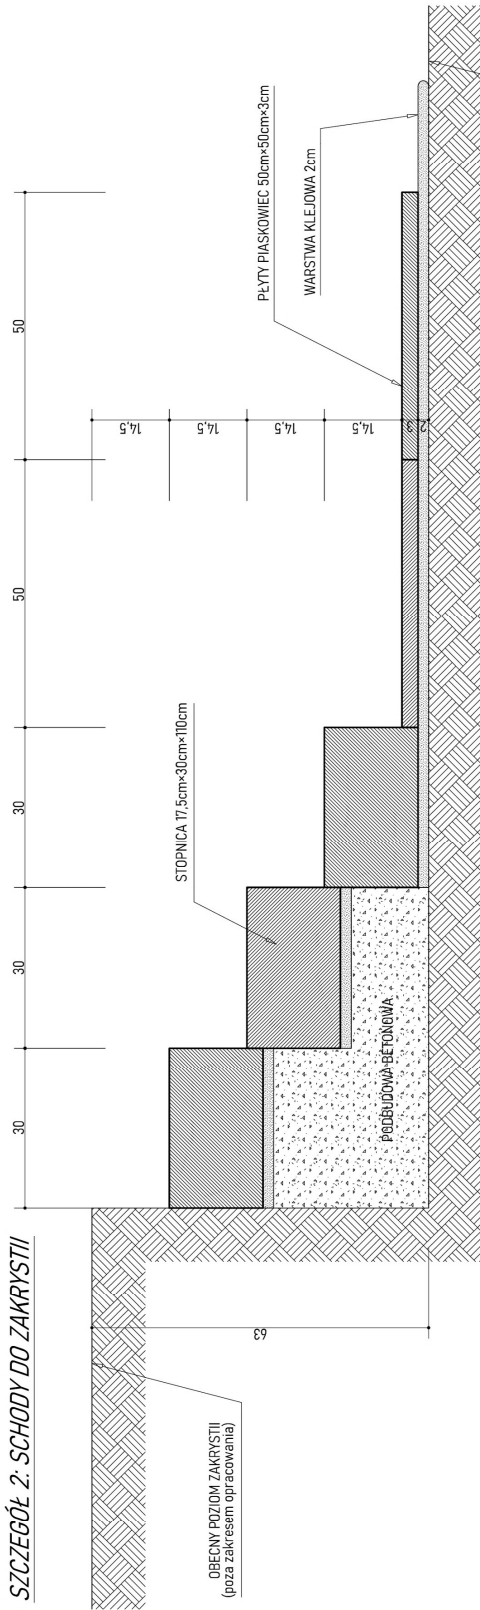 SZCZEGÓŁ 2: SCHODY DO ZAKRYSTII
30
30
30
50
50
STOPNICA 17,5cm×30cm×110cm
14,5
14,5
14,5
14,5
3
2
PŁYTY PIASKOWIEC 50cm×50cm×3cm
WARSTWA KLEJOWA 2cm
PODBUDOWA BETONOWA
63
OBECNY POZIOM ZAKRYSTII
(poza zakresem opracowania)